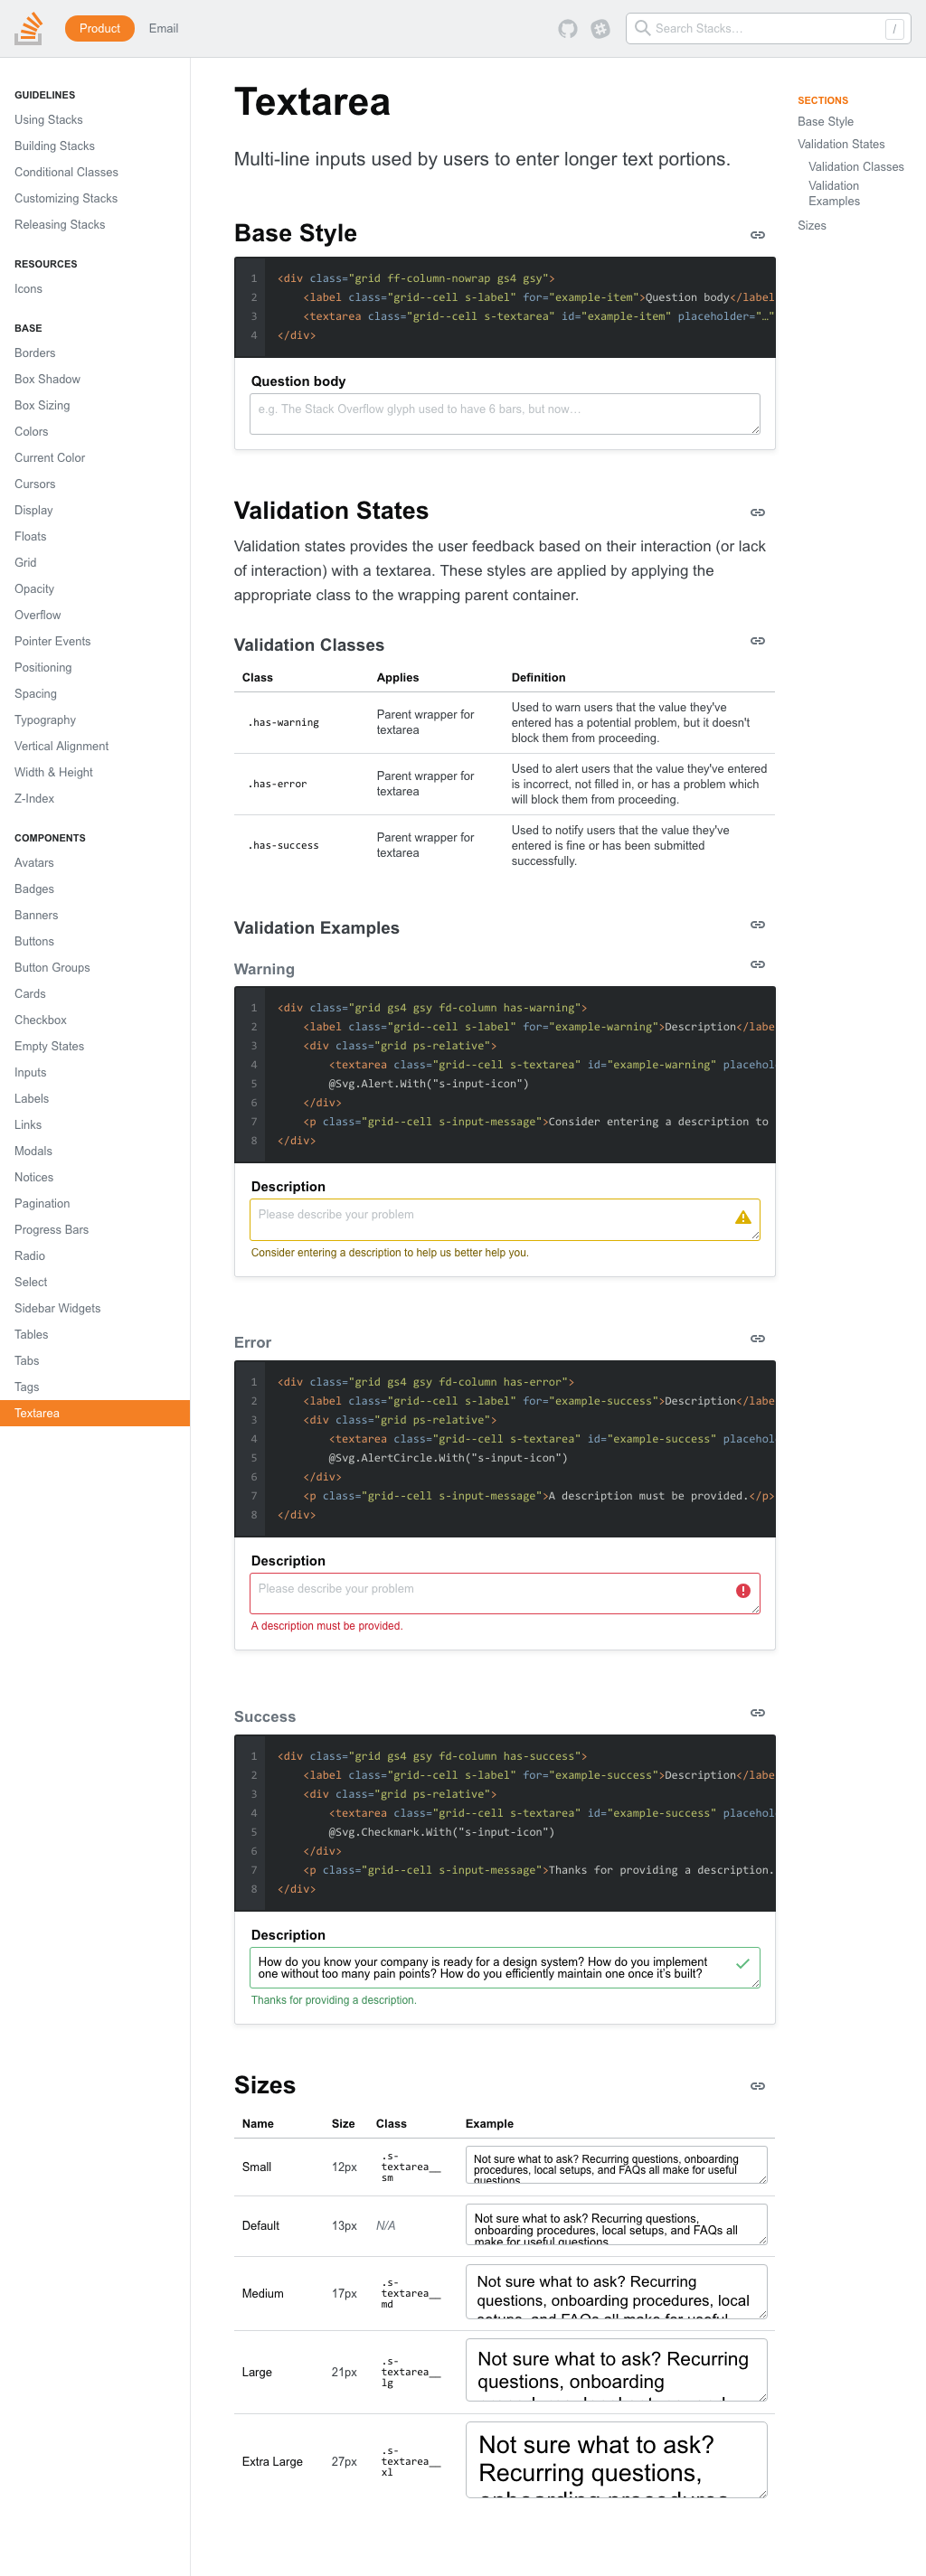 Product
Email
Search Stacks…
/
GUIDELINES
Using Stacks
Building Stacks
Conditional Classes
Customizing Stacks
Releasing Stacks
RESOURCES
Icons
BASE
Borders
Box Shadow
Box Sizing
Colors
Current Color
Cursors
Display
Floats
Grid
Opacity
Overflow
Pointer Events
Positioning
Spacing
Typography
Vertical Alignment
Width & Height
Z-Index
COMPONENTS
Avatars
Badges
Banners
Buttons
Button Groups
Cards
Checkbox
Empty States
Inputs
Labels
Links
Modals
Notices
Pagination
Progress Bars
Radio
Select
Sidebar Widgets
Tables
Tabs
Tags
Textarea
Textarea
Multi-line inputs used by users to enter longer text portions.
Base Style
1 <div class="grid ff-column-nowrap gs4 gsy">
2 <label class="grid--cell s-label" for="example-item">Question body</label
3 <textarea class="grid--cell s-textarea" id="example-item" placeholder="…"
4 </div>
Question body
e.g. The Stack Overflow glyph used to have 6 bars, but now…
Validation States
Validation states provides the user feedback based on their interaction (or lack
of interaction) with a textarea. These styles are applied by applying the
appropriate class to the wrapping parent container.
Validation Classes
Class Applies Definition
.has-warning
Parent wrapper for
textarea
Used to warn users that the value they've
entered has a potential problem, but it doesn't
block them from proceeding.
.has-error
Parent wrapper for
textarea
Used to alert users that the value they've entered
is incorrect, not filled in, or has a problem which
will block them from proceeding.
.has-success
Parent wrapper for
textarea
Used to notify users that the value they've
entered is fine or has been submitted
successfully.
Validation Examples
Warning
1 <div class="grid gs4 gsy fd-column has-warning">
2 <label class="grid--cell s-label" for="example-warning">Description</labe
3 <div class="grid ps-relative">
4 <textarea class="grid--cell s-textarea" id="example-warning" placehol
5 @Svg.Alert.With("s-input-icon")
6 </div>
7 <p class="grid--cell s-input-message">Consider entering a description to
8 </div>
Description
Please describe your problem
Consider entering a description to help us better help you.
Error
1 <div class="grid gs4 gsy fd-column has-error">
2 <label class="grid--cell s-label" for="example-success">Description</labe
3 <div class="grid ps-relative">
4 <textarea class="grid--cell s-textarea" id="example-success" placehol
5 @Svg.AlertCircle.With("s-input-icon")
6 </div>
7 <p class="grid--cell s-input-message">A description must be provided.</p>
8 </div>
Description
Please describe your problem
A description must be provided.
Success
1 <div class="grid gs4 gsy fd-column has-success">
2 <label class="grid--cell s-label" for="example-success">Description</labe
3 <div class="grid ps-relative">
4 <textarea class="grid--cell s-textarea" id="example-success" placehol
5 @Svg.Checkmark.With("s-input-icon")
6 </div>
7 <p class="grid--cell s-input-message">Thanks for providing a description.
8 </div>
Description
How do you know your company is ready for a design system? How do you implement
one without too many pain points? How do you efficiently maintain one once it's built?
Thanks for providing a description.
Sizes
Name Size Class Example
Small 12px
.s-
textarea__
sm
Not sure what to ask? Recurring questions, onboarding
procedures, local setups, and FAQs all make for useful
questions
Default 13px N/A
Not sure what to ask? Recurring questions,
onboarding procedures, local setups, and FAQs all
make for useful questions
Medium 17px
.s-
textarea__
md
Not sure what to ask? Recurring
questions, onboarding procedures, local
setups, and FAQs all make for useful
Large 21px
.s-
textarea__
lg
Not sure what to ask? Recurring
questions, onboarding
Extra Large 27px
.s-
textarea__
xl
Not sure what to ask?
Recurring questions,
onboarding procedures
SECTIONS
Base Style
Validation States
Validation Classes
Validation
Examples
Sizes